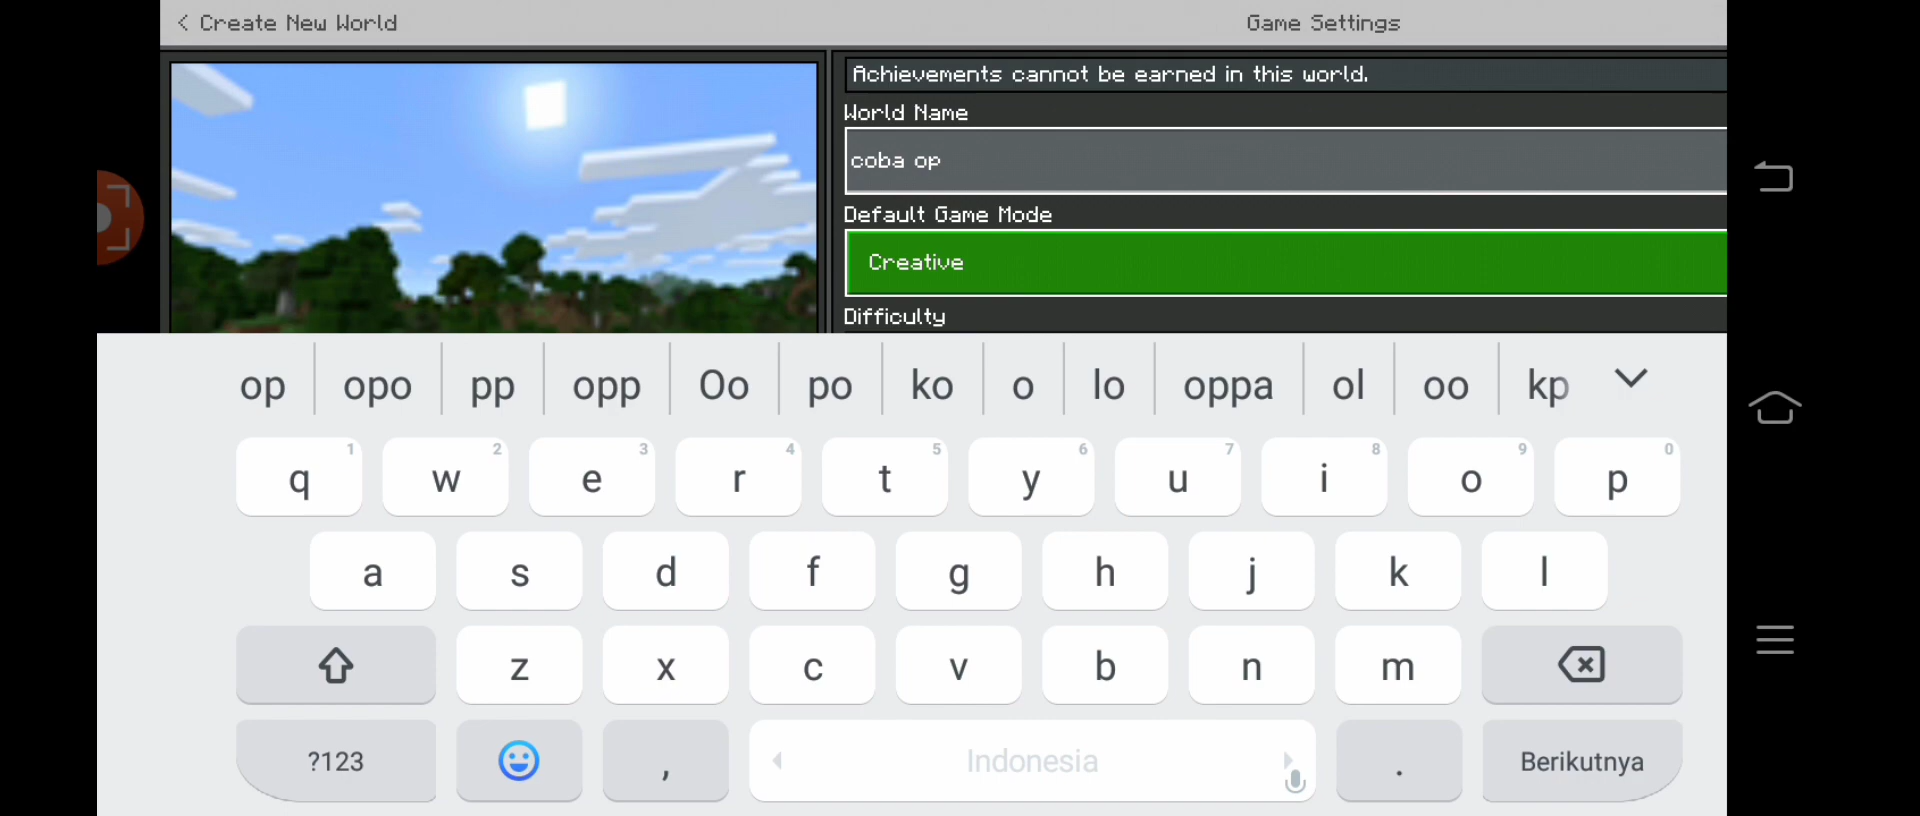 Create New World
Game Settings
Achievements cannot be earned in this world.
World Name
coba op
Default Game Mode
Creative
Difficulty
op opo pp opp Oo po ko o lo oppa ol oo kp
1 2 3 4 5 6 7 8 9 0
q w e r t y u i o p
a s d f g h j k l
z x c v b n m
?123 , Indonesia . Berikutnya